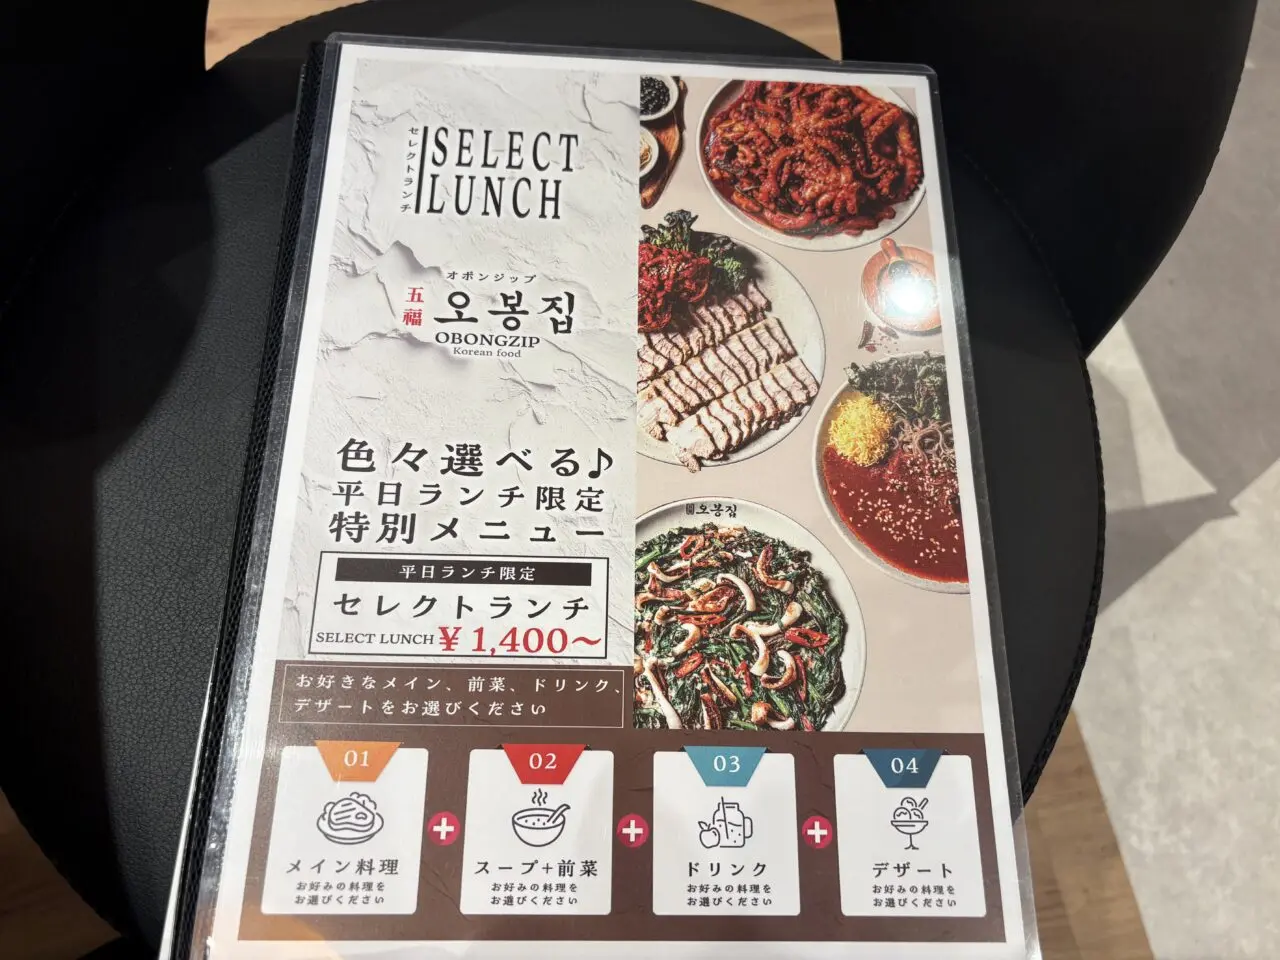 セレクトランチ
SELECT
LUNCH
オボンジップ
五福
오봉집
OBONGZIP
Korean food
色々選べる♪
平日ランチ限定
特別メニュー
平日ランチ限定
セレクトランチ
SELECT LUNCH ¥1,400〜
お好きなメイン、前菜、ドリンク、
デザートをお選びください
오봉집
01
メイン料理
お好みの料理を
お選びください
02
スープ+前菜
お好みの料理を
お選びください
03
ドリンク
お好みの料理を
お選びください
04
デザート
お好みの料理を
お選びください